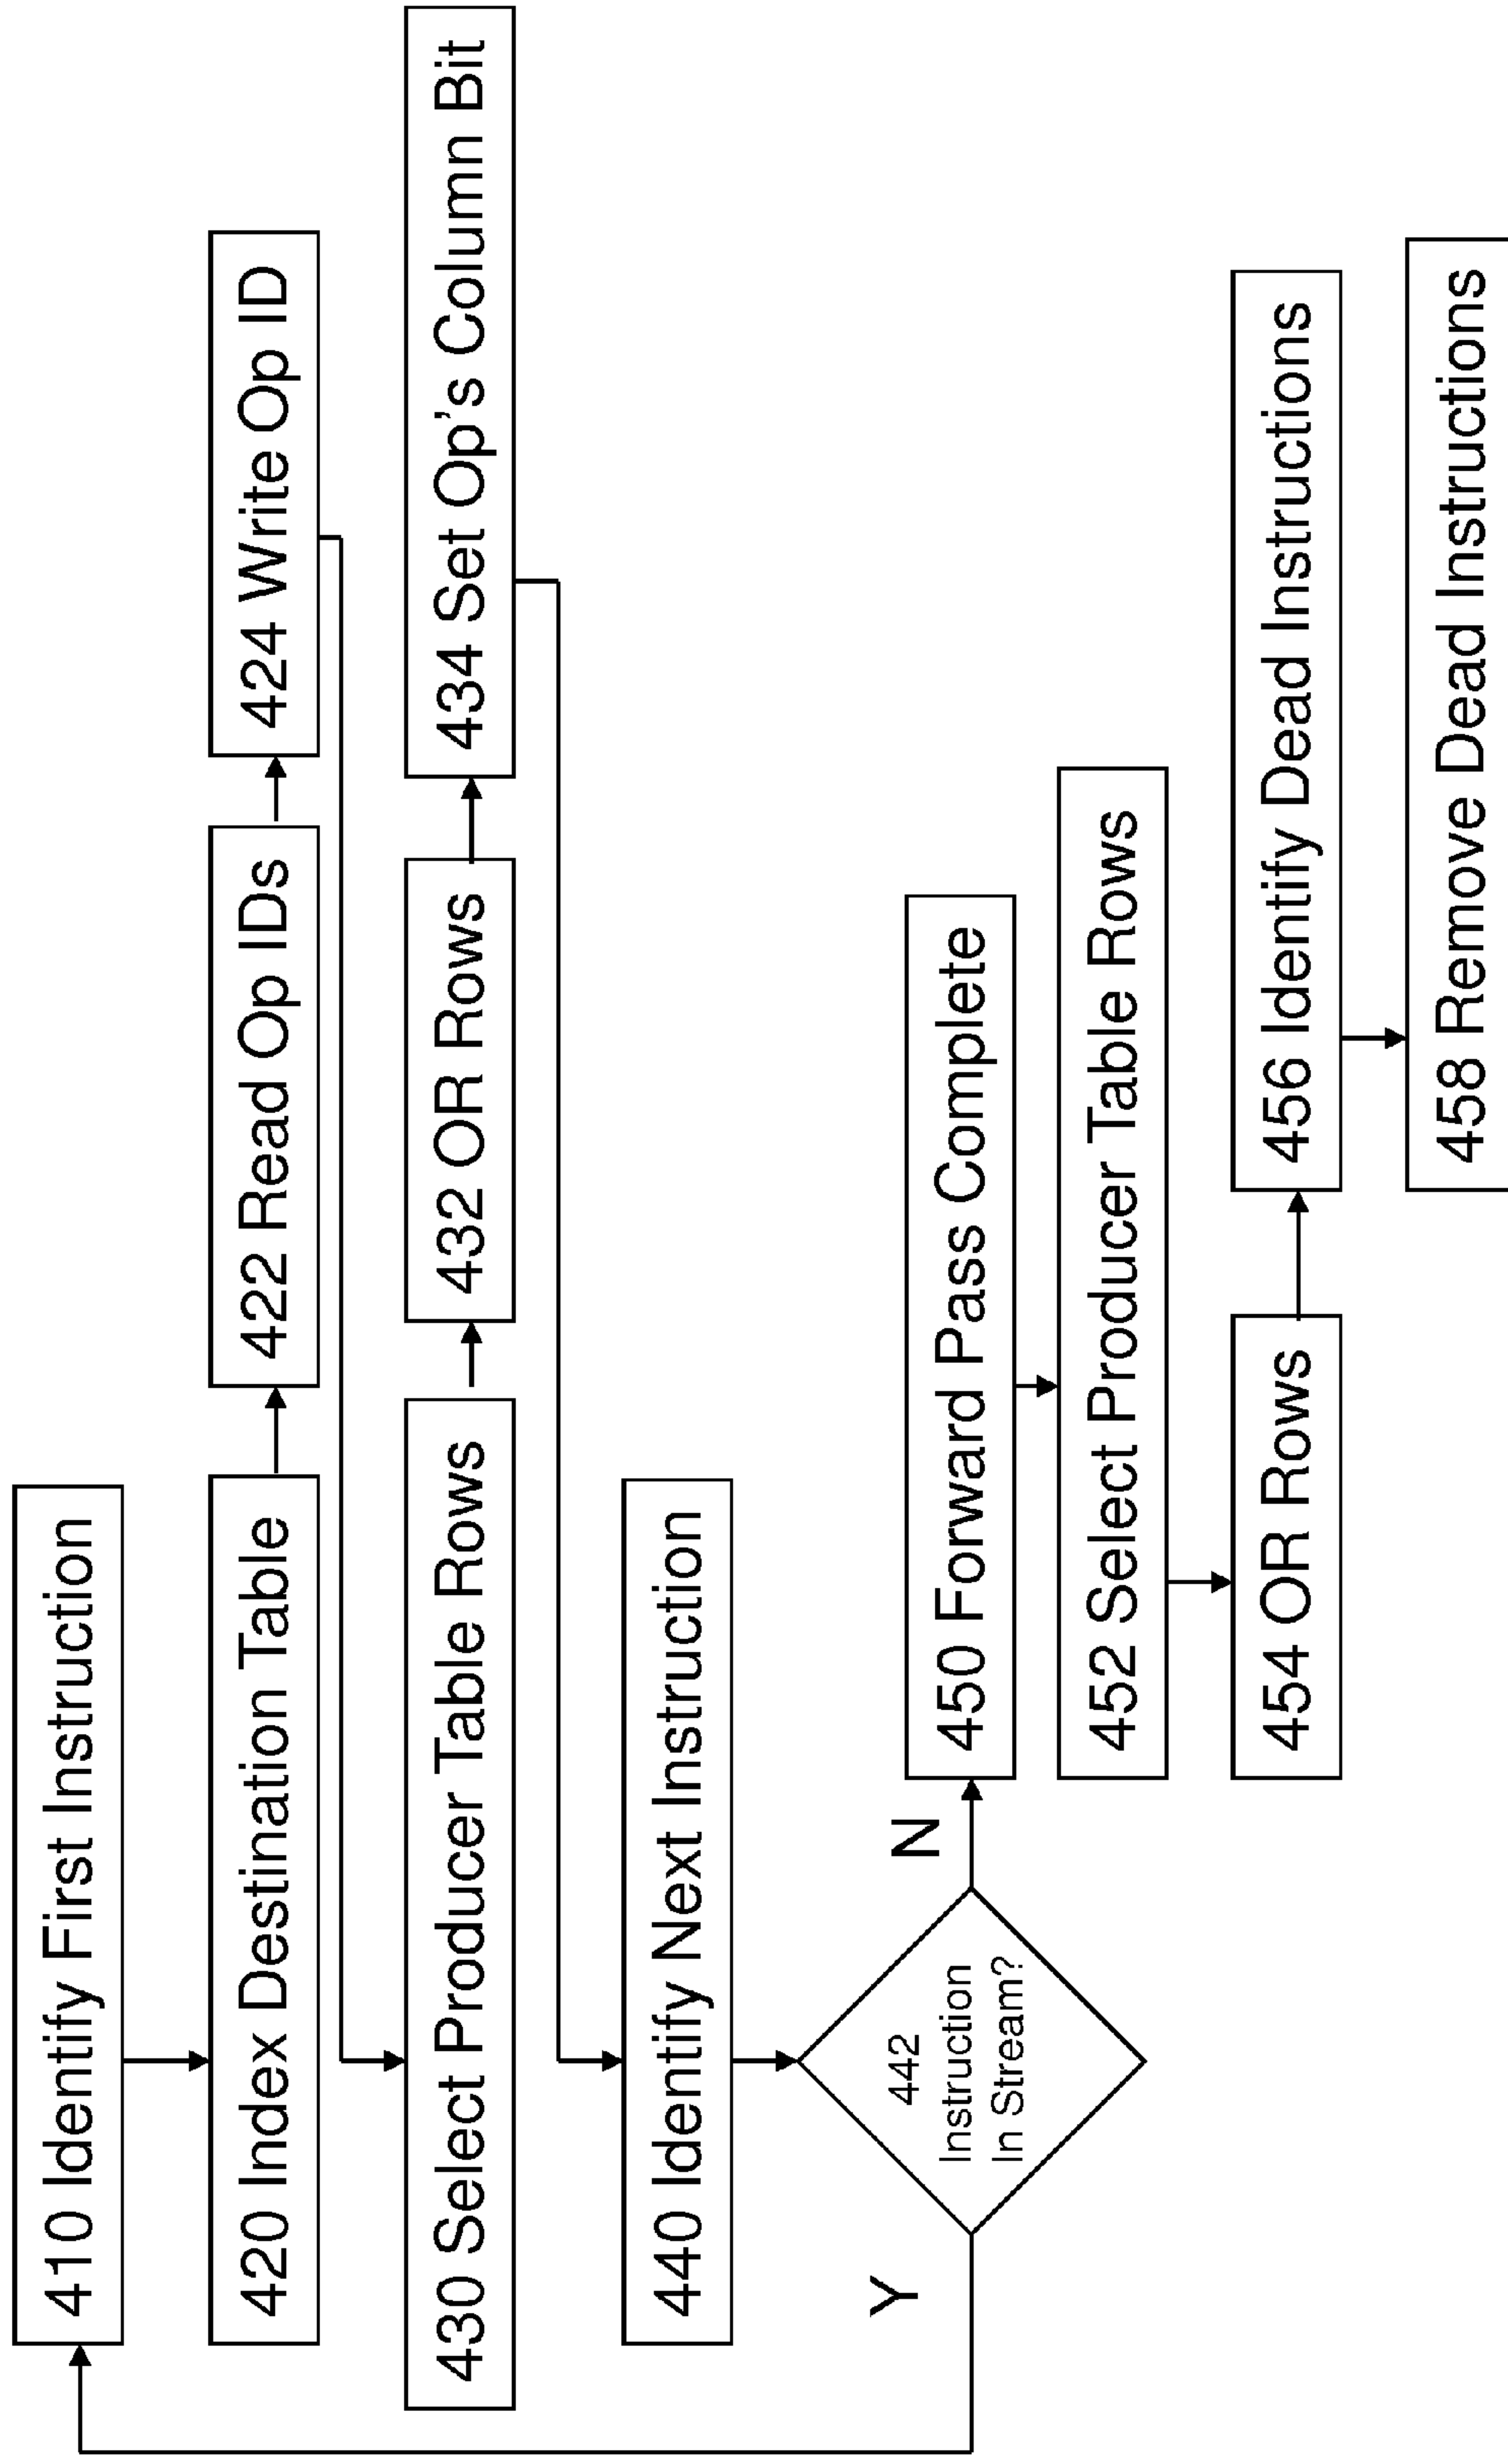 410 Identify First Instruction
420 Index Destination Table
422 Read Op IDs
424 Write Op ID
430 Select Producer Table Rows
432 OR Rows
434 Set Op's Column Bit
440 Identify Next Instruction
442
Instruction
In Stream?
Y
N
450 Forward Pass Complete
452 Select Producer Table Rows
454 OR Rows
456 Identify Dead Instructions
458 Remove Dead Instructions